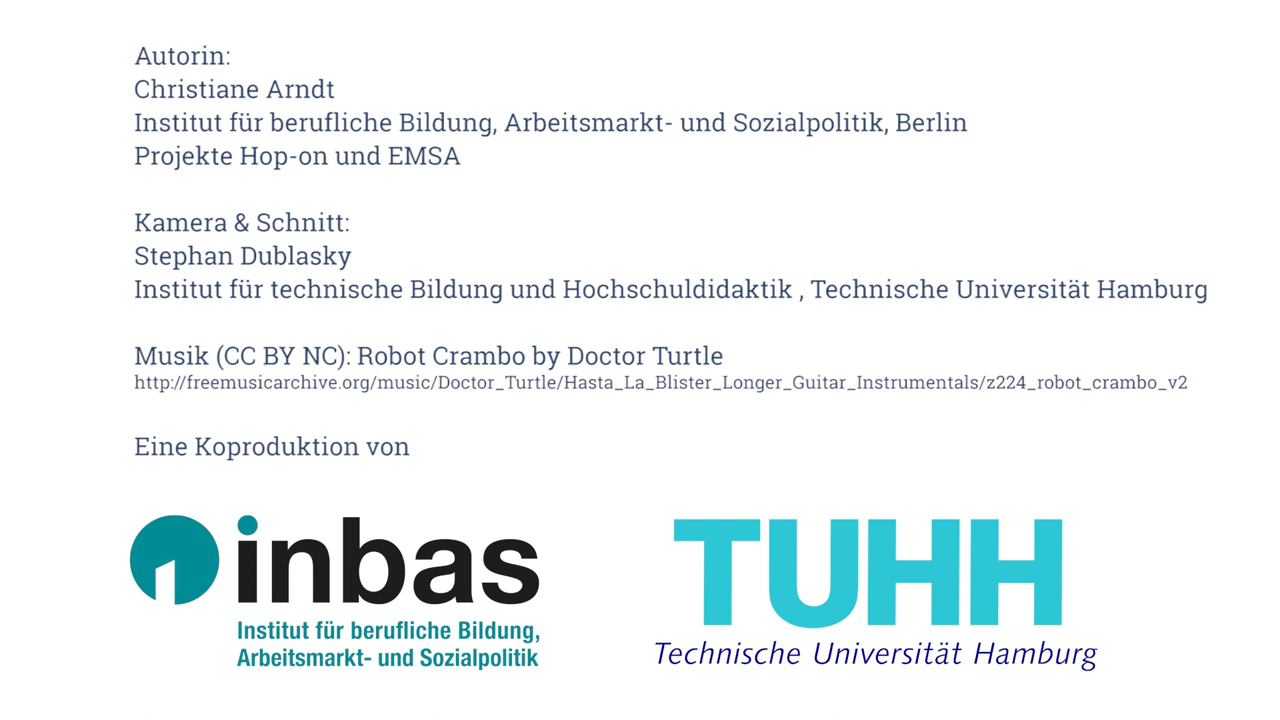 Autorin:
Christiane Arndt
Institut für berufliche Bildung, Arbeitsmarkt- und Sozialpolitik, Berlin
Projekte Hop-on und EMSA
Kamera & Schnitt:
Stephan Dublasky
Institut für technische Bildung und Hochschuldidaktik , Technische Universität Hamburg
Musik (CC BY NC): Robot Crambo by Doctor Turtle
http://freemusicarchive.org/music/Doctor_Turtle/Hasta_La_Blister_Longer_Guitar_Instrumentals/z224_robot_crambo_v2
Eine Koproduktion von
inbas
Institut für berufliche Bildung,
Arbeitsmarkt- und Sozialpolitik
TUHH
Technische Universität Hamburg